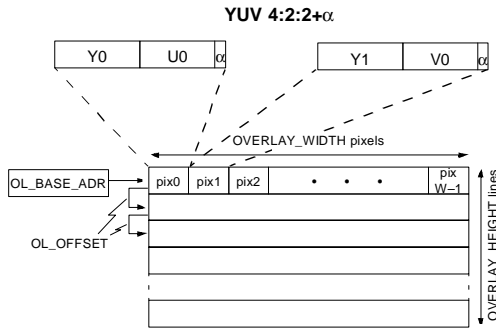 YUV 4:2:2+α
Y0 U0 α
Y1 V0 α
OVERLAY_WIDTH pixels
OL_BASE_ADR
pix0 pix1 pix2 • • • pix W–1
OL_OFFSET
OVERLAY_HEIGHT lines